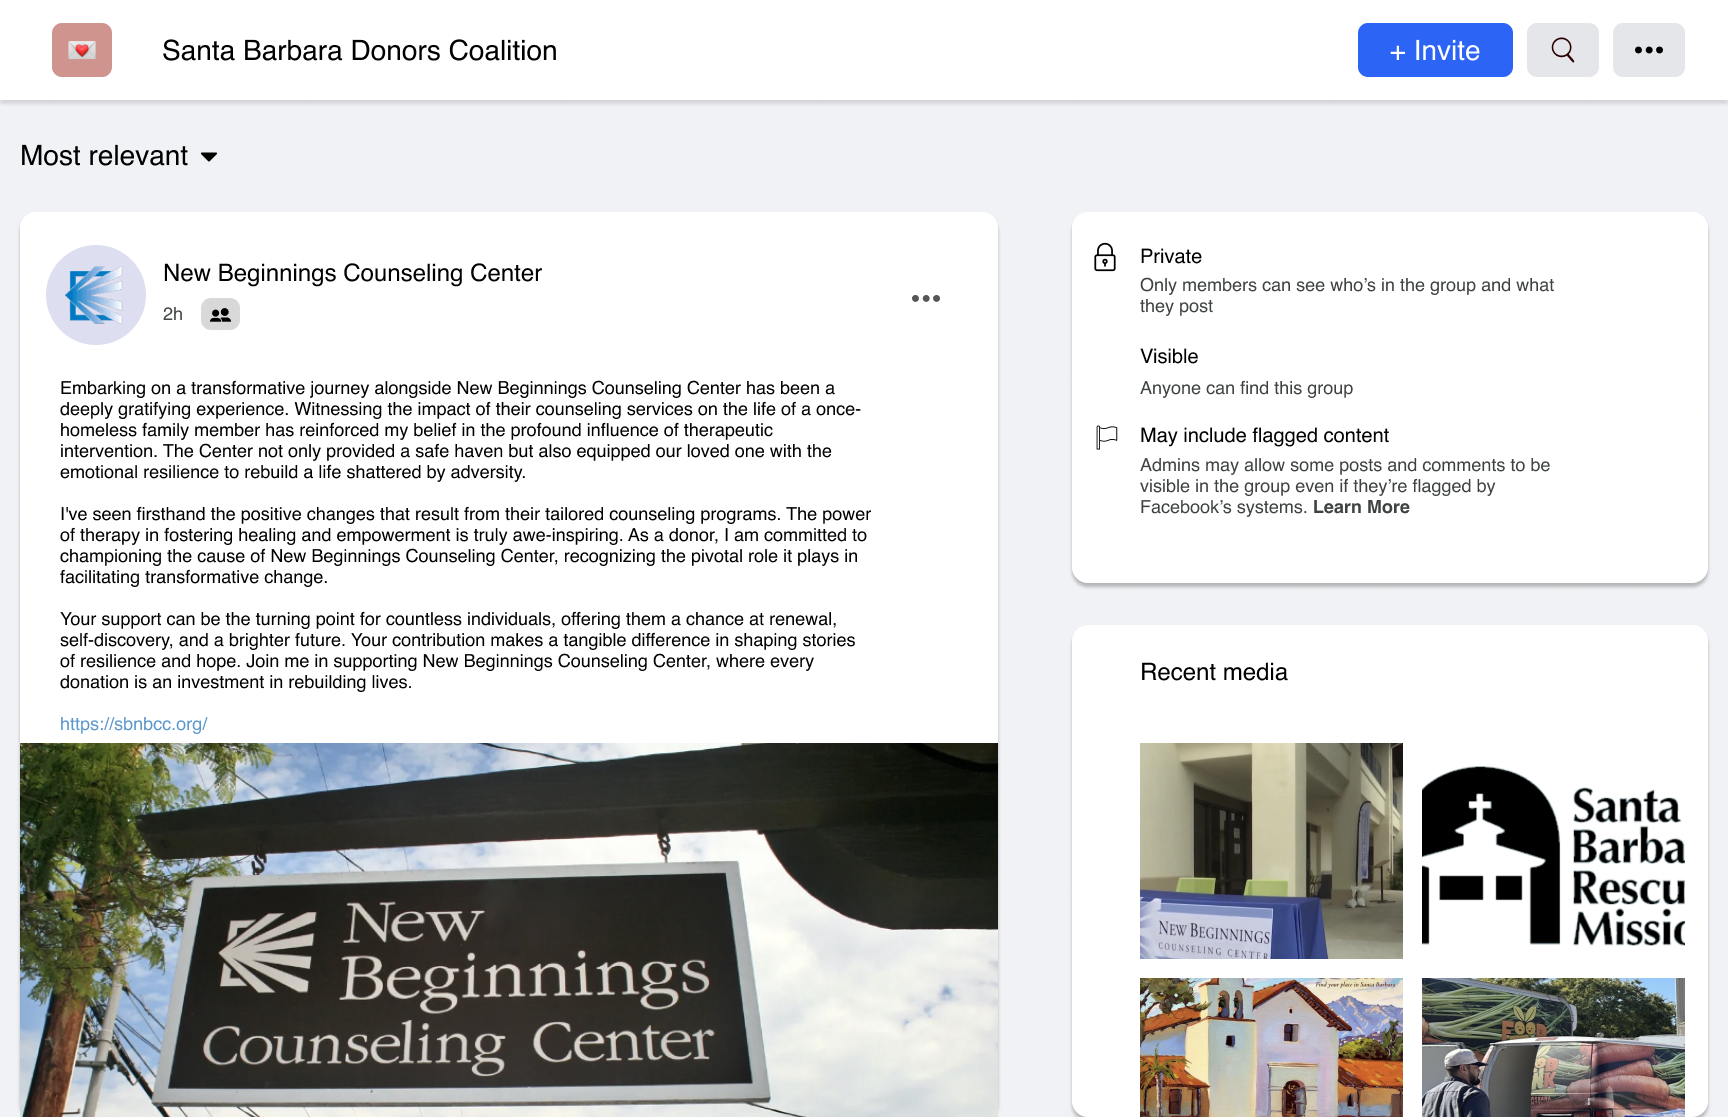 Santa Barbara Donors Coalition
+ Invite
Most relevant
New Beginnings Counseling Center
2h
Embarking on a transformative journey alongside New Beginnings Counseling Center has been a
deeply gratifying experience. Witnessing the impact of their counseling services on the life of a once-
homeless family member has reinforced my belief in the profound influence of therapeutic
intervention. The Center not only provided a safe haven but also equipped our loved one with the
emotional resilience to rebuild a life shattered by adversity.
I've seen firsthand the positive changes that result from their tailored counseling programs. The power
of therapy in fostering healing and empowerment is truly awe-inspiring. As a donor, I am committed to
championing the cause of New Beginnings Counseling Center, recognizing the pivotal role it plays in
facilitating transformative change.
Your support can be the turning point for countless individuals, offering them a chance at renewal,
self-discovery, and a brighter future. Your contribution makes a tangible difference in shaping stories
of resilience and hope. Join me in supporting New Beginnings Counseling Center, where every
donation is an investment in rebuilding lives.
https://sbnbcc.org/
New
Beginnings
Counseling Center
Private
Only members can see who’s in the group and what
they post
Visible
Anyone can find this group
May include flagged content
Admins may allow some posts and comments to be
visible in the group even if they’re flagged by
Facebook’s systems. Learn More
Recent media
NEW BEGINNINGS
COUNSELING CENTER
Santa
Barba
Rescu
Missic
Find your place in Santa Barbara
FOOD